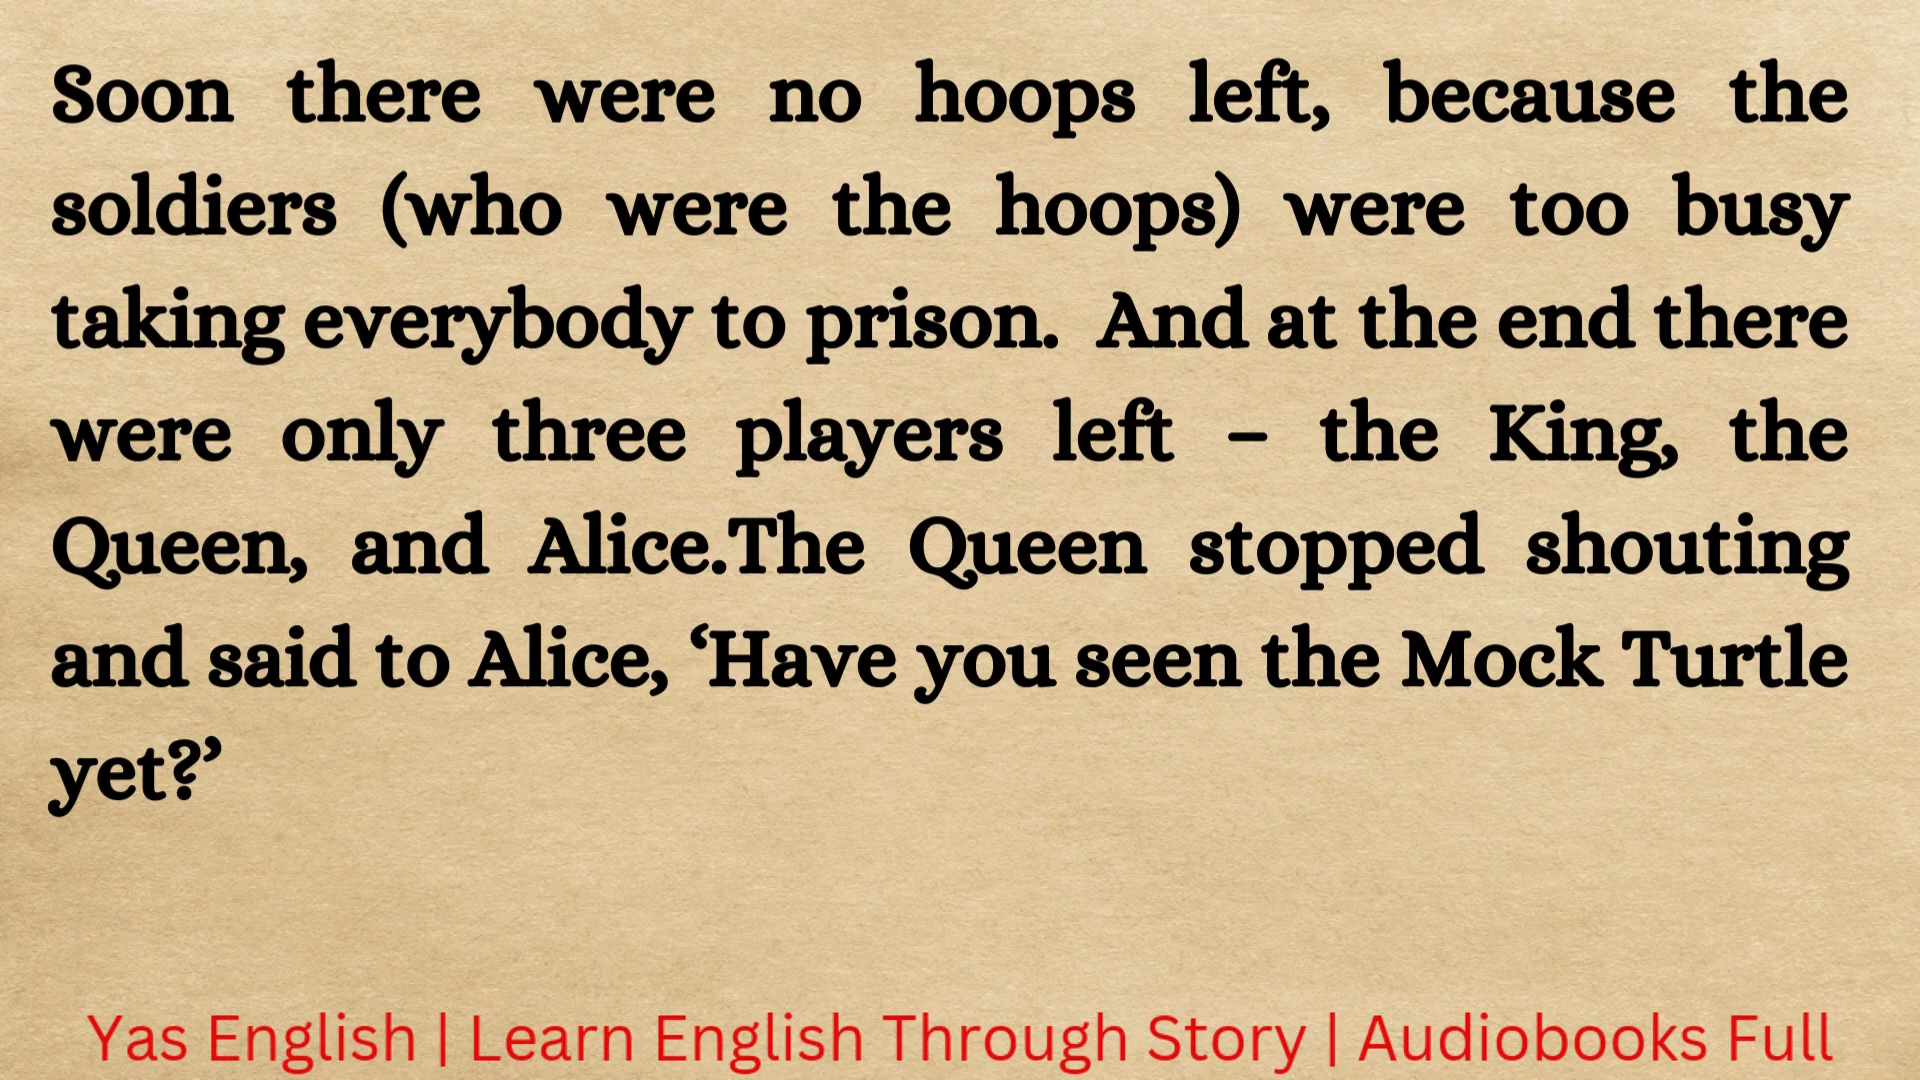 Soon there were no hoops left, because the
soldiers (who were the hoops) were too busy
taking everybody to prison.  And at the end there
were only three players left – the King, the
Queen, and Alice.The Queen stopped shouting
and said to Alice, ‘Have you seen the Mock Turtle
yet?’
Yas English | Learn English Through Story | Audiobooks Full